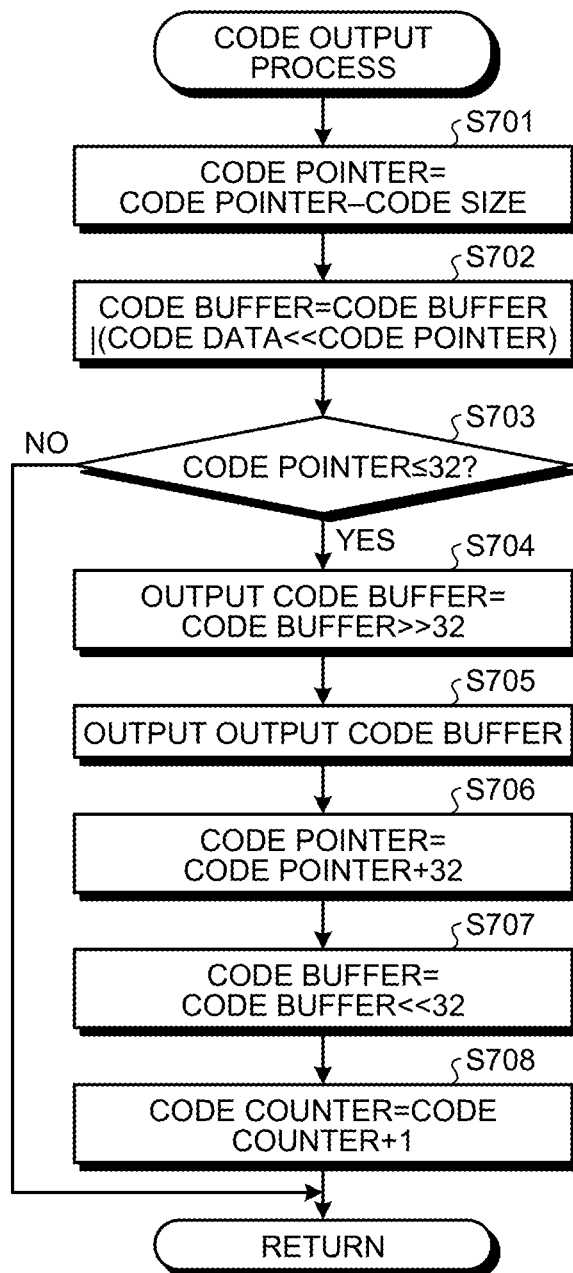 CODE OUTPUT
PROCESS
S701
CODE POINTER=
CODE POINTER–CODE SIZE
S702
CODE BUFFER=CODE BUFFER
|(CODE DATA<<CODE POINTER)
S703
NO
CODE POINTER≤32?
YES
S704
OUTPUT CODE BUFFER=
CODE BUFFER>>32
S705
OUTPUT OUTPUT CODE BUFFER
S706
CODE POINTER=
CODE POINTER+32
S707
CODE BUFFER=
CODE BUFFER<<32
S708
CODE COUNTER=CODE
COUNTER+1
RETURN